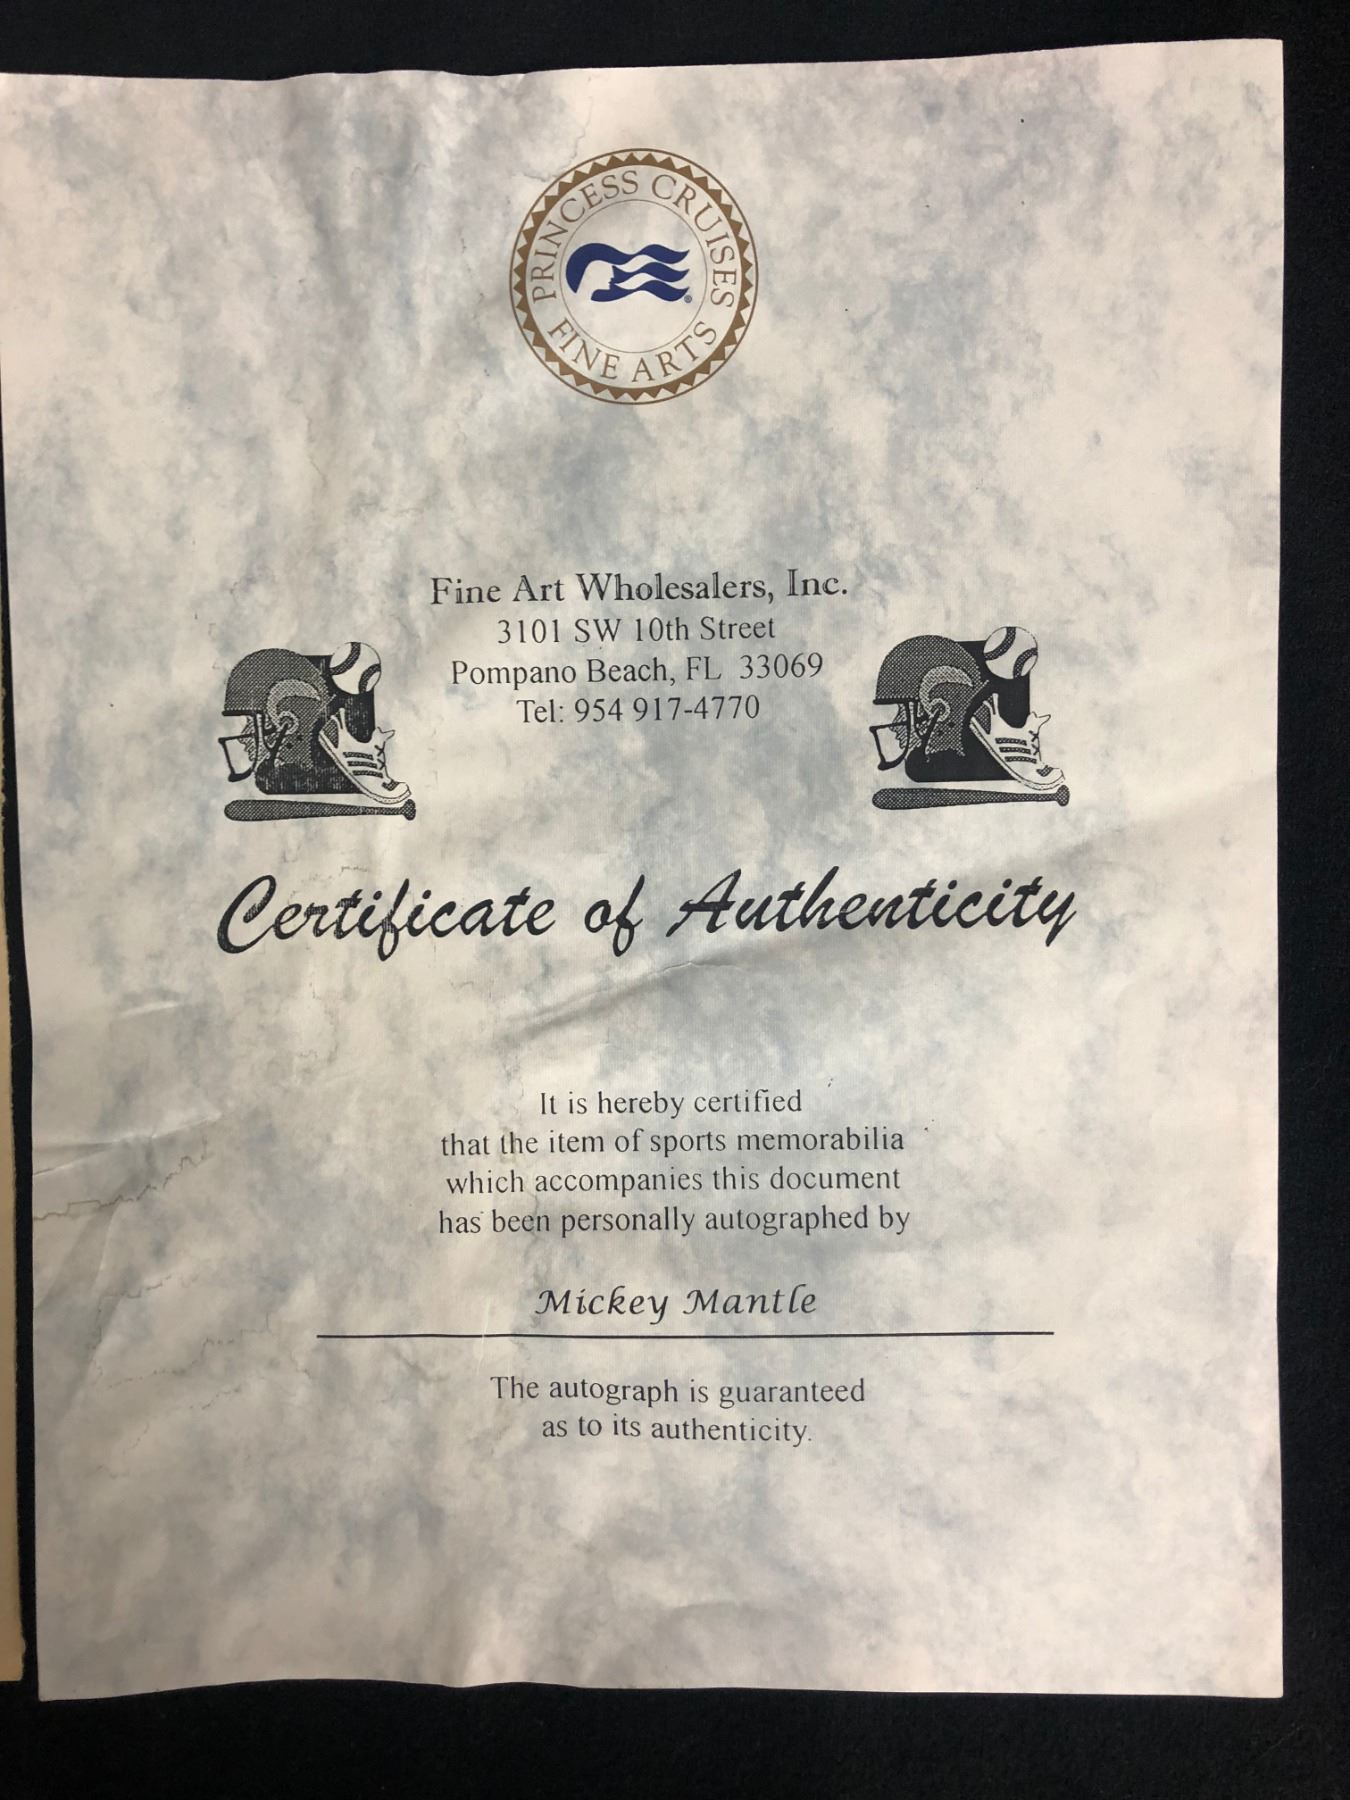 PRINCESS CRUISES
FINE ARTS
®
Fine Art Wholesalers, Inc.
3101 SW 10th Street
Pompano Beach, FL 33069
Tel: 954 917-4770
Certificate of Authenticity
It is hereby certified
that the item of sports memorabilia
which accompanies this document
has been personally autographed by
Mickey Mantle
The autograph is guaranteed
as to its authenticity.